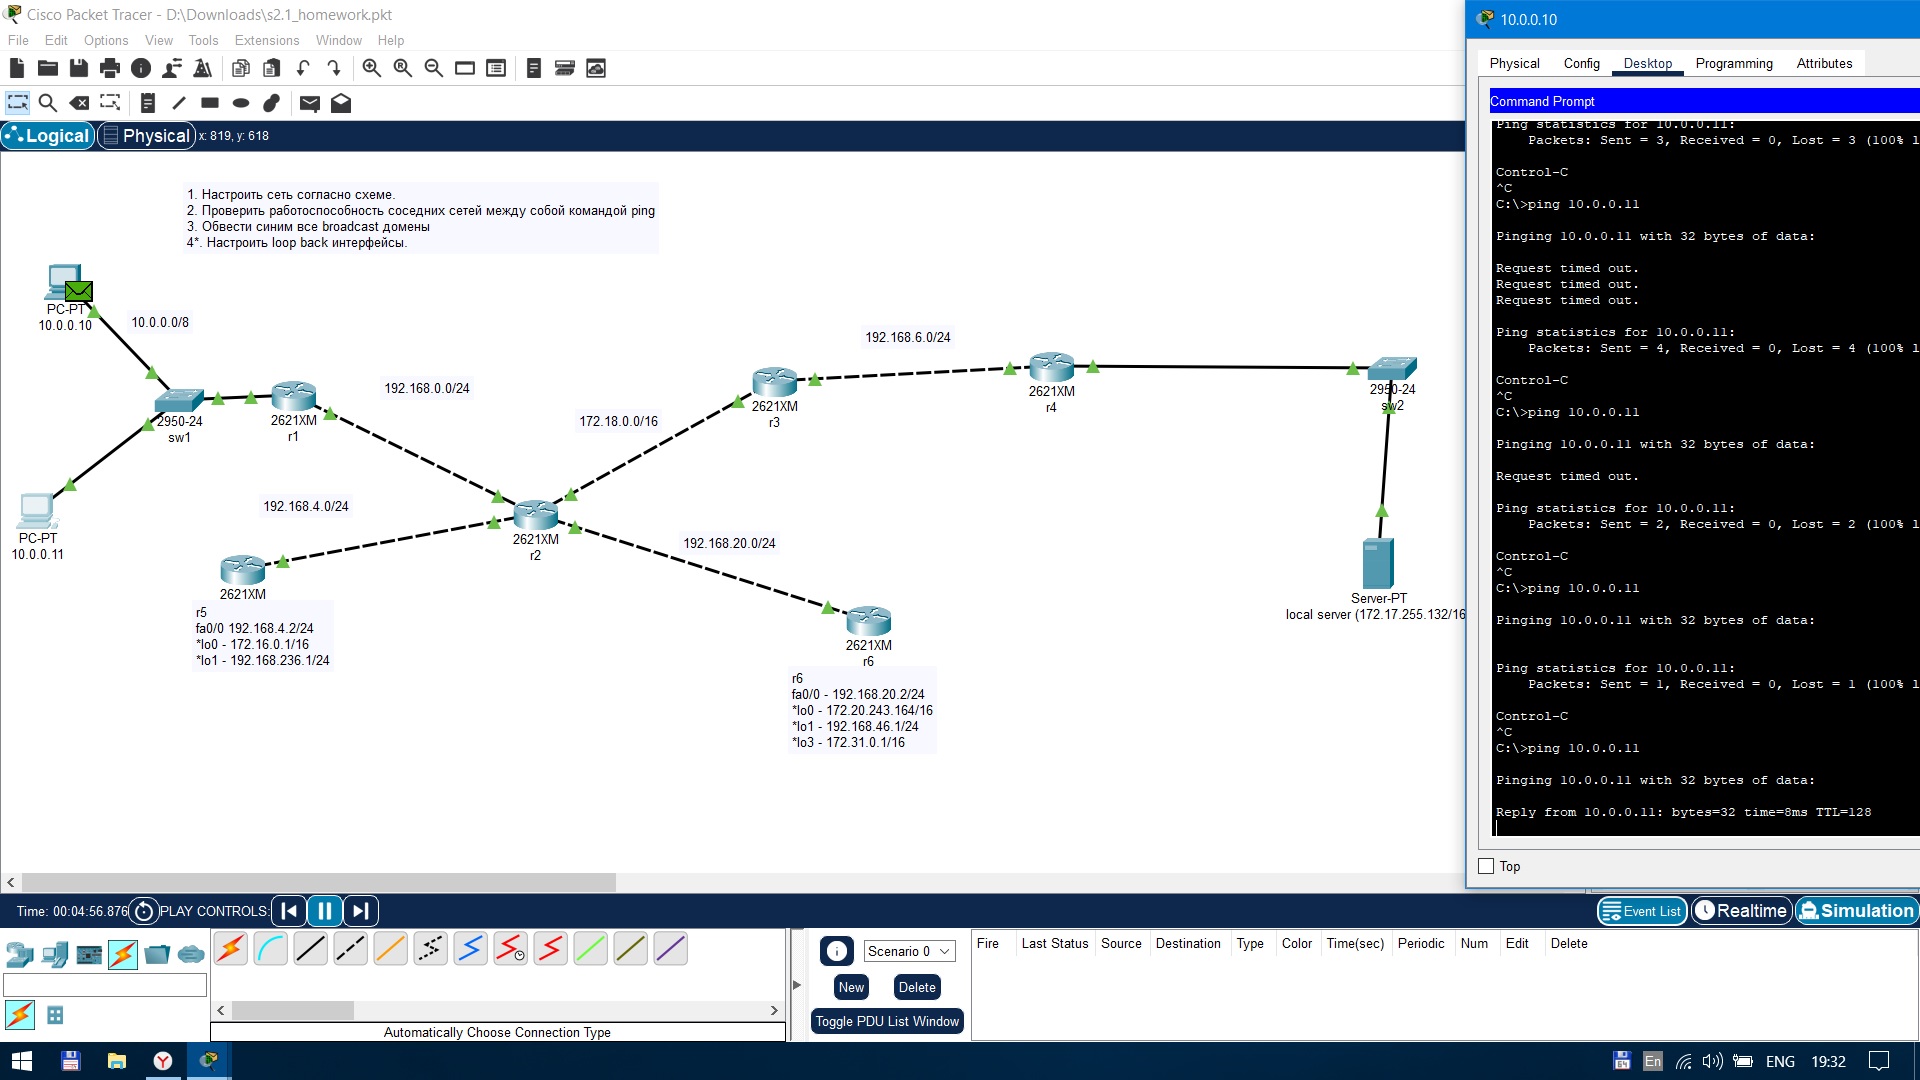 Cisco Packet Tracer - D:\Downloads\s2.1_homework.pkt
File Edit Options View Tools Extensions Window Help
Logical
Physical
x: 819, y: 618
1. Настроить сеть согласно схеме.
2. Проверить работоспособность соседних сетей между собой командой ping
3. Обвести синим все broadcast домены
4*. Настроить loop back интерфейсы.
PC-PT
10.0.0.10
10.0.0.0/8
2950-24
sw1
2621XM
r1
192.168.0.0/24
PC-PT
10.0.0.11
192.168.4.0/24
172.18.0.0/16
2621XM
r3
192.168.6.0/24
2621XM
r4
2950-24
sw2
2621XM
r2
192.168.20.0/24
2621XM
r5
fa0/0 192.168.4.2/24
*lo0 - 172.16.0.1/16
*lo1 - 192.168.236.1/24
2621XM
r6
r6
fa0/0 - 192.168.20.2/24
*lo0 - 172.20.243.164/16
*lo1 - 192.168.46.1/24
*lo3 - 172.31.0.1/16
Server-PT
local server (172.17.255.132/16
10.0.0.10
Physical Config Desktop Programming Attributes
Command Prompt
Ping statistics for 10.0.0.11:
Packets: Sent = 3, Received = 0, Lost = 3 (100% l
Control-C
^C
C:\>ping 10.0.0.11
Pinging 10.0.0.11 with 32 bytes of data:
Request timed out.
Request timed out.
Request timed out.
Ping statistics for 10.0.0.11:
Packets: Sent = 4, Received = 0, Lost = 4 (100% l
Control-C
^C
C:\>ping 10.0.0.11
Pinging 10.0.0.11 with 32 bytes of data:
Request timed out.
Ping statistics for 10.0.0.11:
Packets: Sent = 2, Received = 0, Lost = 2 (100% l
Control-C
^C
C:\>ping 10.0.0.11
Pinging 10.0.0.11 with 32 bytes of data:
Ping statistics for 10.0.0.11:
Packets: Sent = 1, Received = 0, Lost = 1 (100% l
Control-C
^C
C:\>ping 10.0.0.11
Pinging 10.0.0.11 with 32 bytes of data:
Reply from 10.0.0.11: bytes=32 time=8ms TTL=128
Top
Time: 00:04:56.876
PLAY CONTROLS:
Event List
Realtime
Simulation
Scenario 0
New
Delete
Toggle PDU List Window
Fire Last Status Source Destination Type Color Time(sec) Periodic Num Edit Delete
Automatically Choose Connection Type
64
En
ENG
19:32